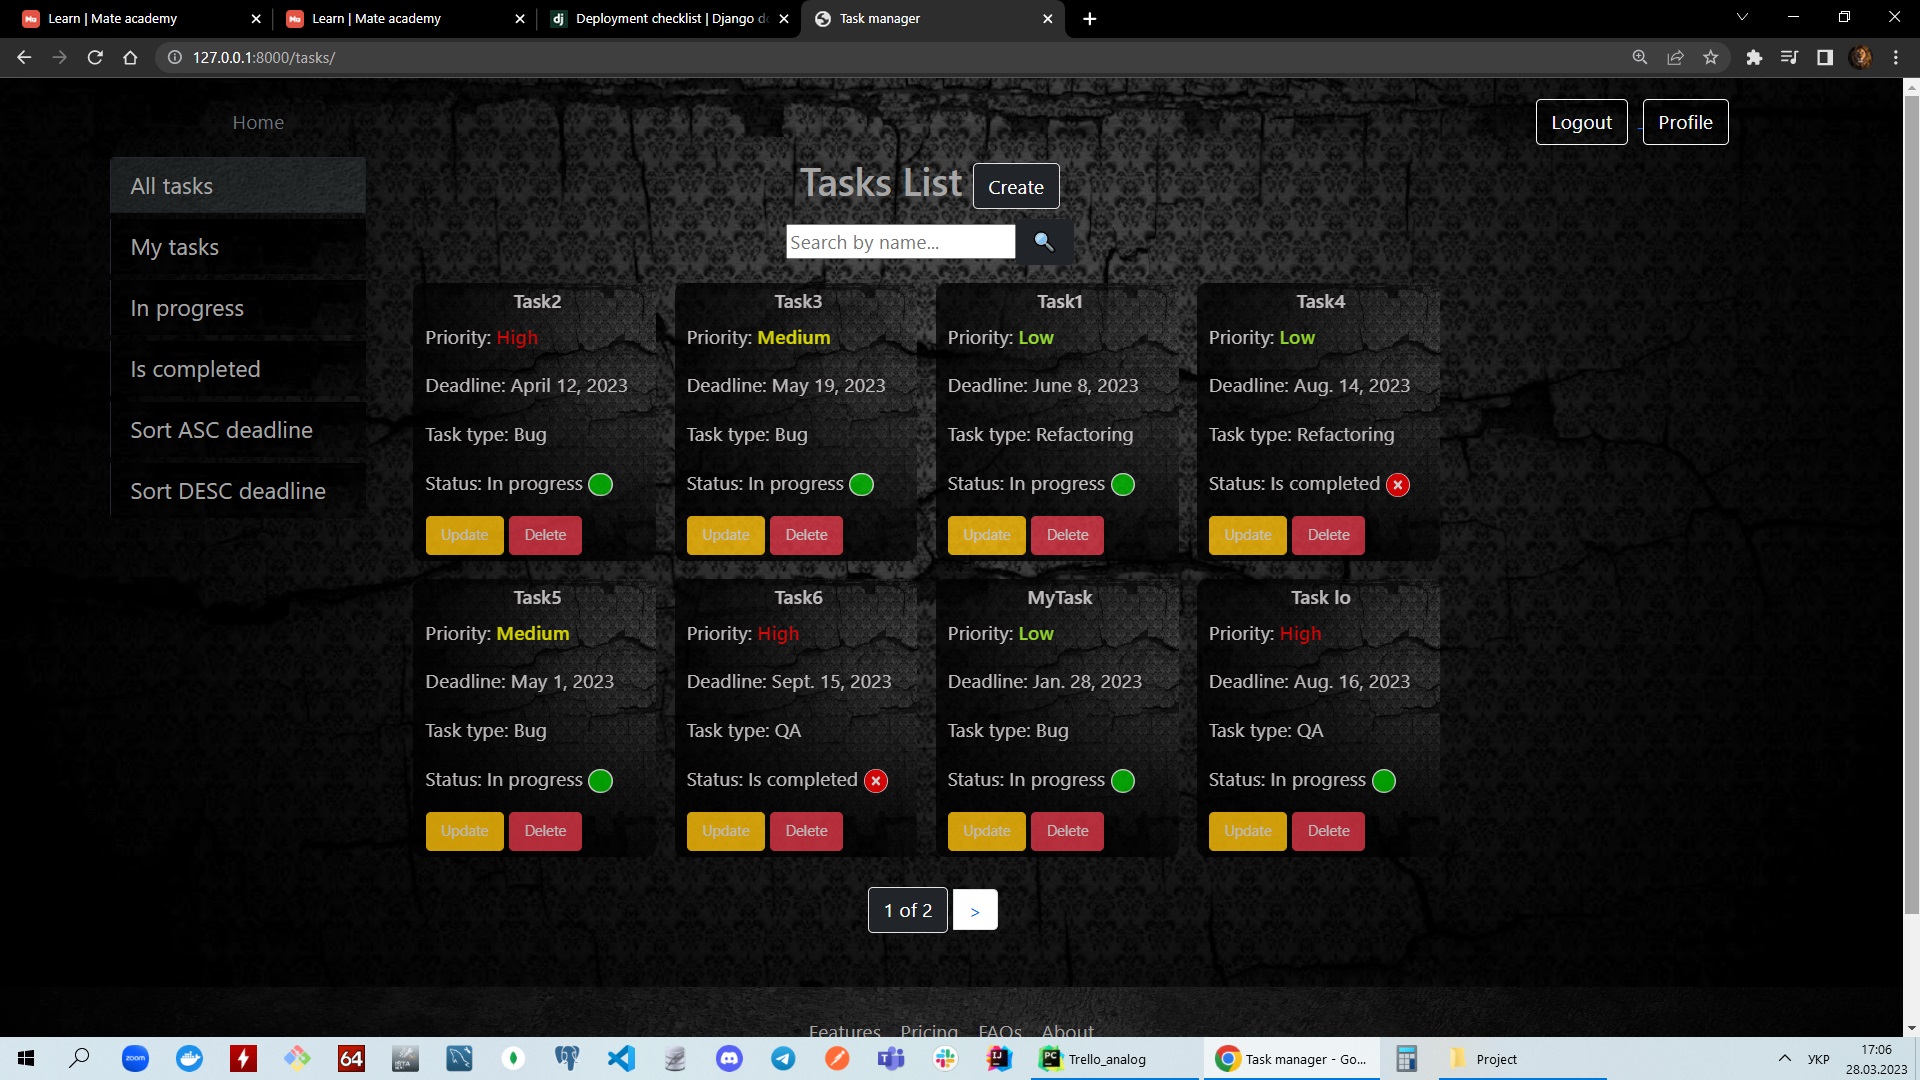 Learn | Mate academy
Learn | Mate academy
Deployment checklist | Django do
Task manager
127.0.0.1:8000/tasks/
Home
Logout
Profile
All tasks
My tasks
In progress
Is completed
Sort ASC deadline
Sort DESC deadline
Tasks List
Create
Search by name...
Task2
Priority: High
Deadline: April 12, 2023
Task type: Bug
Status: In progress
Update Delete
Task3
Priority: Medium
Deadline: May 19, 2023
Task type: Bug
Status: In progress
Update Delete
Task1
Priority: Low
Deadline: June 8, 2023
Task type: Refactoring
Status: In progress
Update Delete
Task4
Priority: Low
Deadline: Aug. 14, 2023
Task type: Refactoring
Status: Is completed
Update Delete
Task5
Priority: Medium
Deadline: May 1, 2023
Task type: Bug
Status: In progress
Update Delete
Task6
Priority: High
Deadline: Sept. 15, 2023
Task type: QA
Status: Is completed
Update Delete
MyTask
Priority: Low
Deadline: Jan. 28, 2023
Task type: Bug
Status: In progress
Update Delete
Task lo
Priority: High
Deadline: Aug. 16, 2023
Task type: QA
Status: In progress
Update Delete
1 of 2 >
Features Pricing FAQs About
zoom
64
Trello_analog
Task manager - Go...
Project
УКР
17:06
28.03.2023